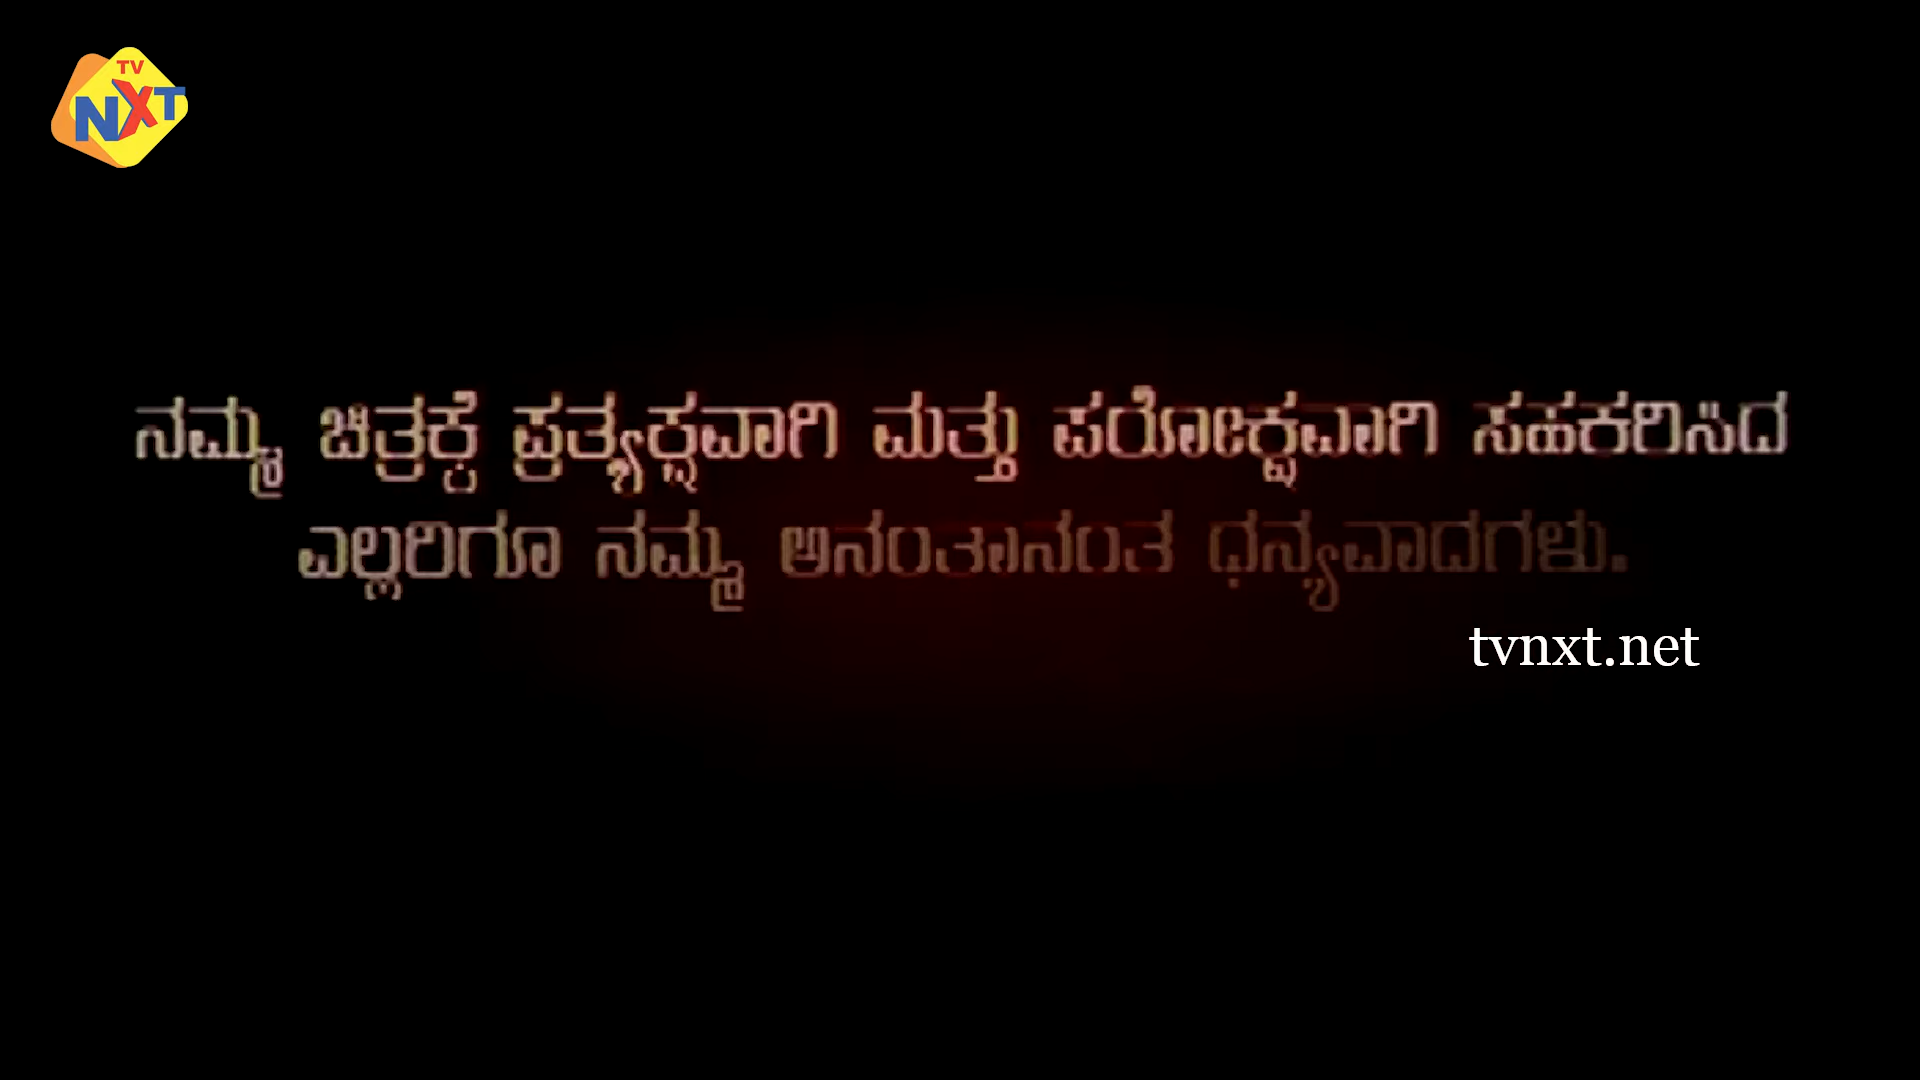 TV
NXT
ನಮ್ಮ ಚಿತ್ರಕ್ಕೆ ಪ್ರತ್ಯಕ್ಷವಾಗಿ ಮತ್ತು ಪರೋಕ್ಷವಾಗಿ ಸಹಕರಿಸಿದ
ಎಲ್ಲರಿಗೂ ನಮ್ಮ ಅನಂತಾನಂತ ಧನ್ಯವಾದಗಳು.
tvnxt.net